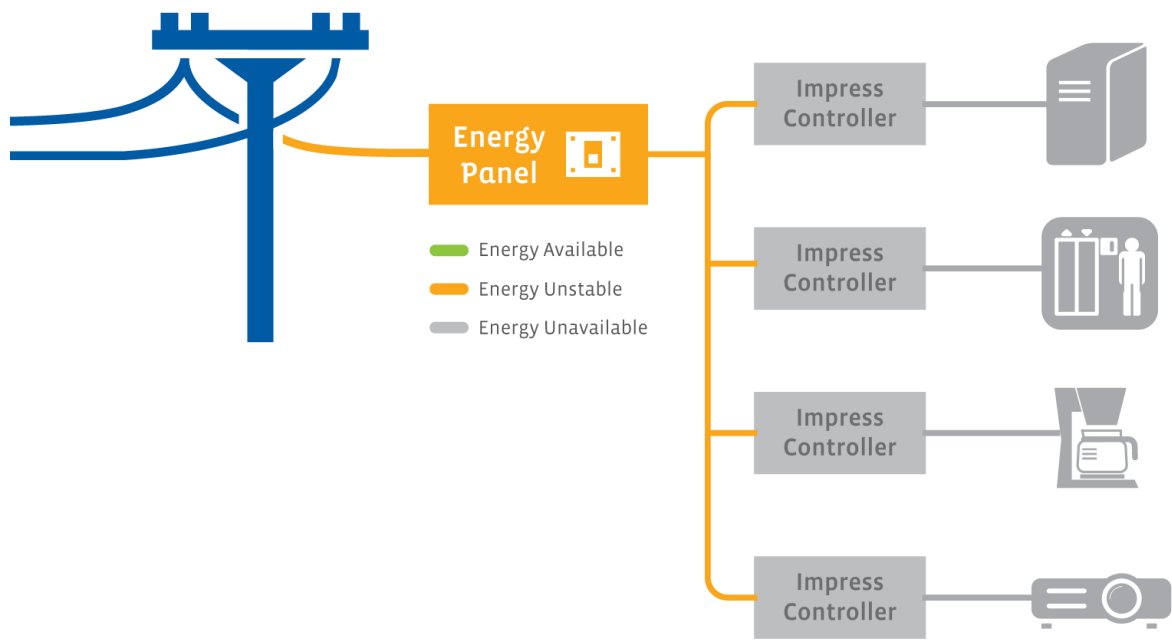 Energy
Panel
Energy Available
Energy Unstable
Energy Unavailable
Impress
Controller
Impress
Controller
Impress
Controller
Impress
Controller